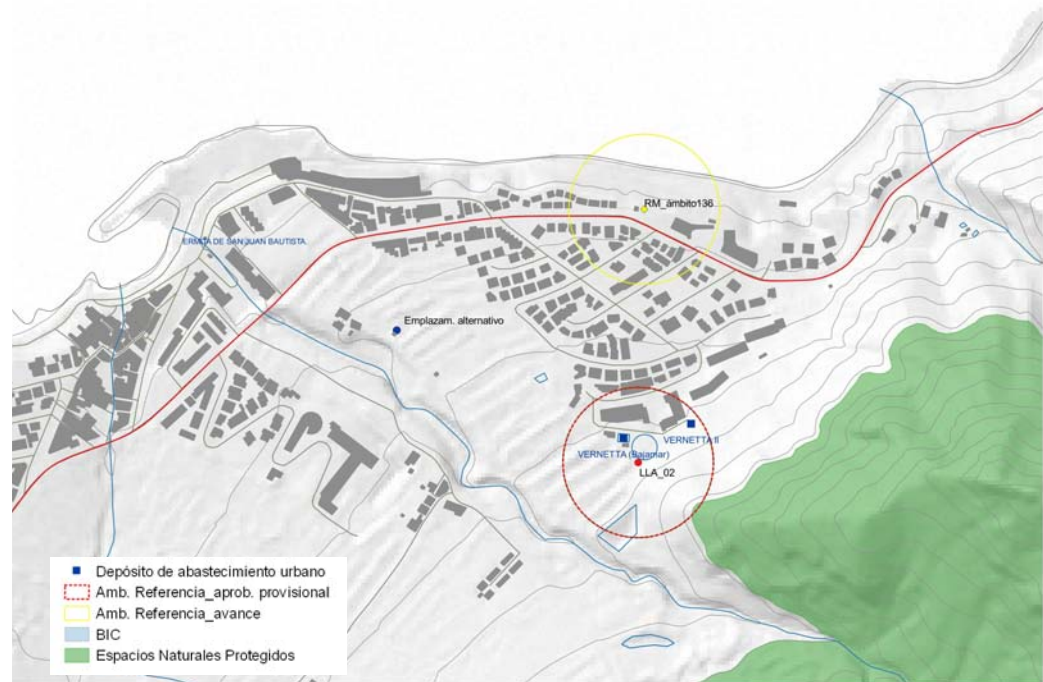 RM_ámbito136
ERMITA DE SAN JUAN BAUTISTA.
Emplazam. alternativo
VERNETTA II
VERNETTA (Bajamar)
LLA_02
Depósito de abastecimiento urbano
Amb. Referencia_aprob. provisional
Amb. Referencia_avance
BIC
Espacios Naturales Protegidos